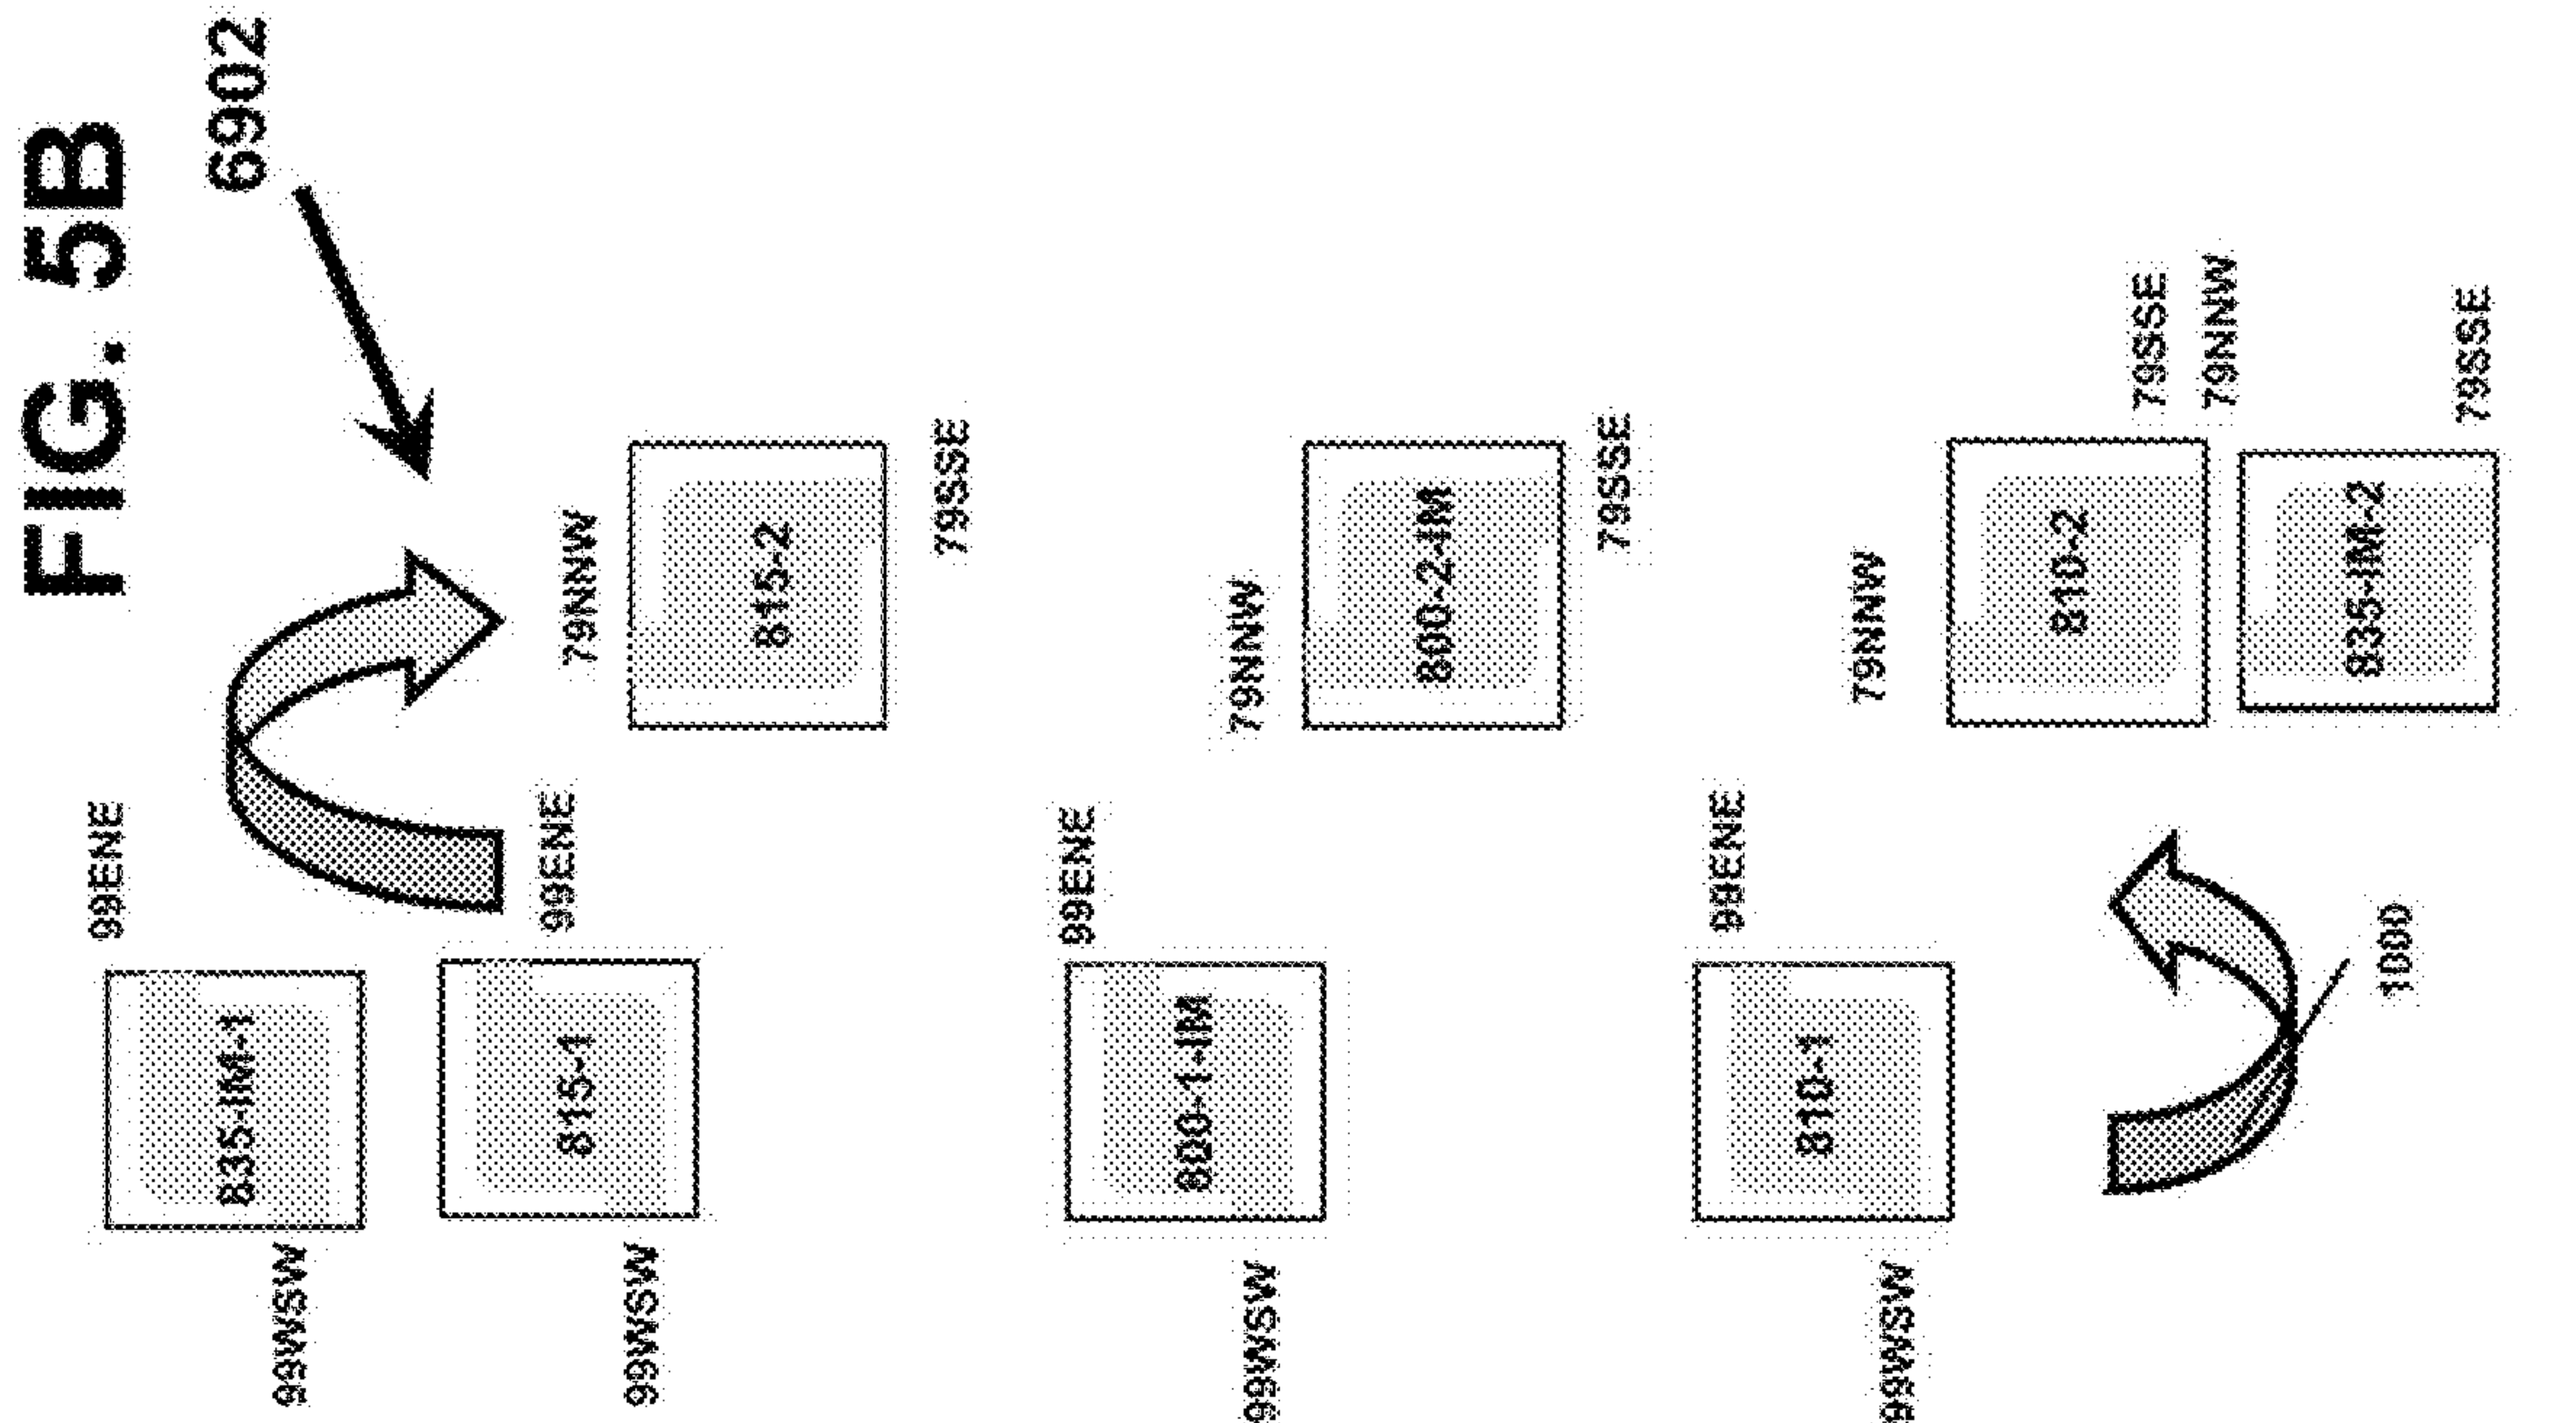 FIG. 5B
6902
99ENE
835-IM-1
99WSW
99ENE
815-1
99WSW
79NNW
815-2
79SSE
99ENE
800-1-IM
99WSW
79NNW
800-2-IM
79SSE
99ENE
810-1
99WSW
79NNW
810-2
79SSE
79NNW
835-IM-2
79SSE
1000